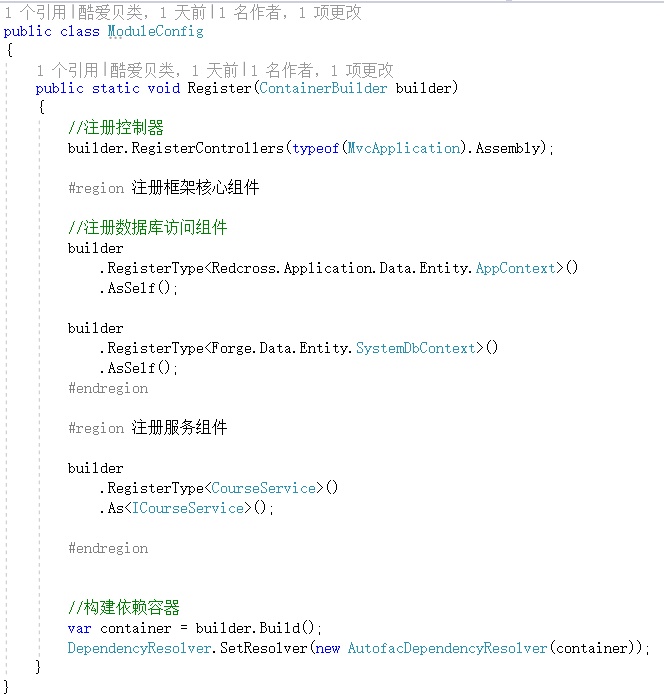 1 个引用|酷爱贝类，1 天前|1 名作者，1 项更改
public class ModuleConfig
{
1 个引用|酷爱贝类，1 天前|1 名作者，1 项更改
public static void Register(ContainerBuilder builder)
{
//注册控制器
builder.RegisterControllers(typeof(MvcApplication).Assembly);
#region 注册框架核心组件
//注册数据库访问组件
builder
.RegisterType<Redcross.Application.Data.Entity.AppContext>()
.AsSelf();
builder
.RegisterType<Forge.Data.Entity.SystemDbContext>()
.AsSelf();
#endregion
#region 注册服务组件
builder
.RegisterType<CourseService>()
.As<ICourseService>();
#endregion
//构建依赖容器
var container = builder.Build();
DependencyResolver.SetResolver(new AutofacDependencyResolver(container));
}
}